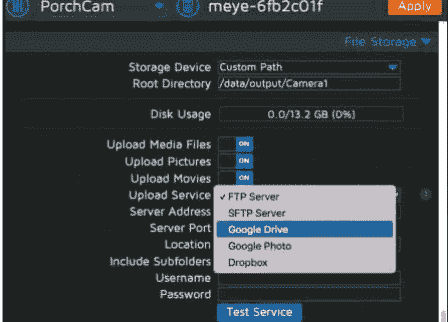 PorchCam meye-6fb2c01f Apply
File Storage
Storage Device Custom Path
Root Directory /data/output/Camera1
Disk Usage 0.0/13.2 GB (0%)
Upload Media Files ON
Upload Pictures ON
Upload Movies ON
Upload Service ✓ FTP Server
Server Address SFTP Server
Server Port Google Drive
Location Google Photo
Include Subfolders Dropbox
Username
Password
Test Service